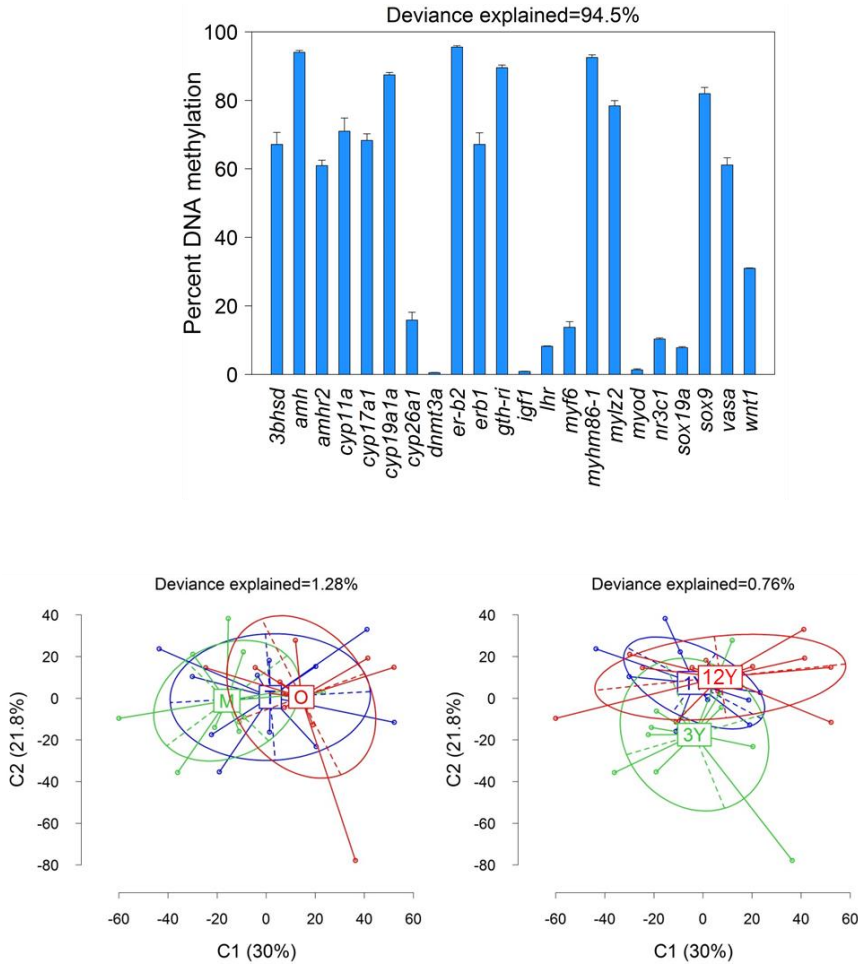 Deviance explained=94.5%
Percent DNA methylation
100
80
60
40
20
0
3bhsd
amh
amhr2
cyp11a
cyp17a1
cyp19a1a
cyp26a1
dnmt3a
er-b2
erb1
gth-ri
igf1
lhr
myf6
myhm86-1
mylz2
myod
nr3c1
sox19a
sox9
vasa
wnt1
Deviance explained=1.28%
C2 (21.8%)
40
20
0
-20
-40
-60
-80
M
O
-60 -40 -20 0 20 40 60
C1 (30%)
Deviance explained=0.76%
C2 (21.8%)
40
20
0
-20
-40
-60
-80
12Y
3Y
-60 -40 -20 0 20 40 60
C1 (30%)